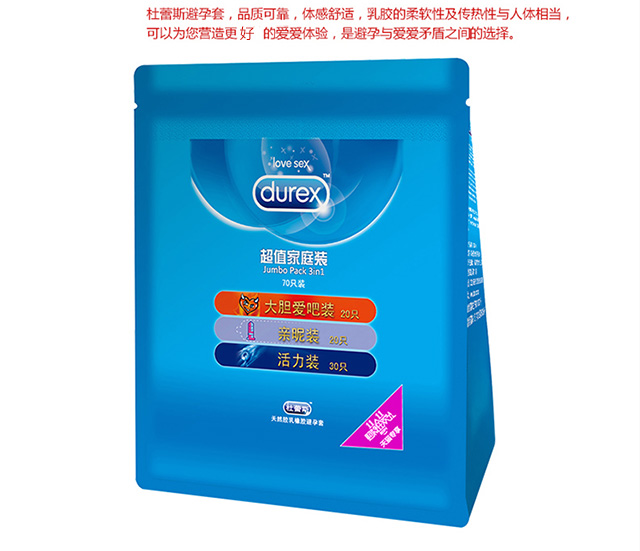 杜蕾斯避孕套，品质可靠，体感舒适，乳胶的柔软性及传热性与人体相当，
可以为您营造更 好 的爱爱体验，是避孕与爱爱矛盾之间的选择。
love sex
durex™
超值家庭装
Jumbo Pack 3in1
70只装
大胆爱吧装 20只
亲昵装 20只
活力装 30只
杜蕾斯
天然胶乳橡胶避孕套
天猫专享